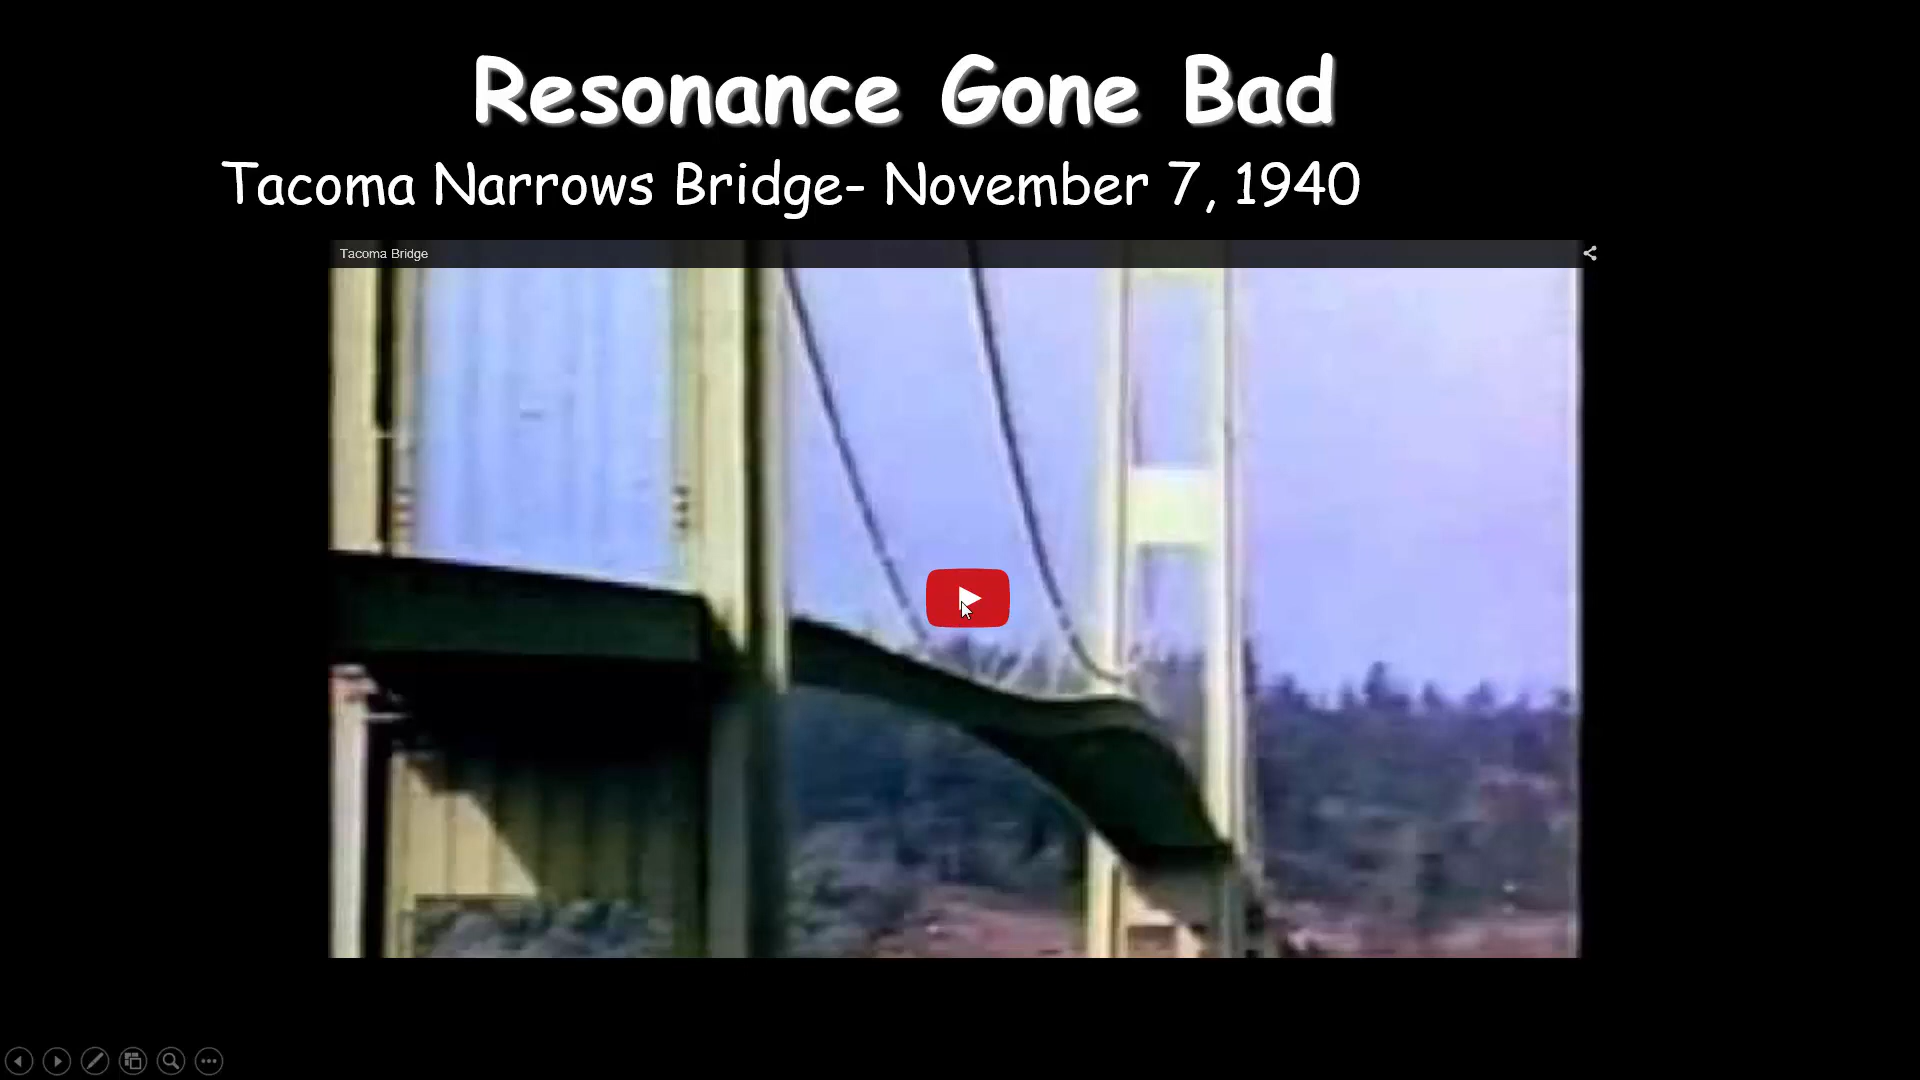 Resonance Gone Bad
Tacoma Narrows Bridge- November 7, 1940
Tacoma Bridge